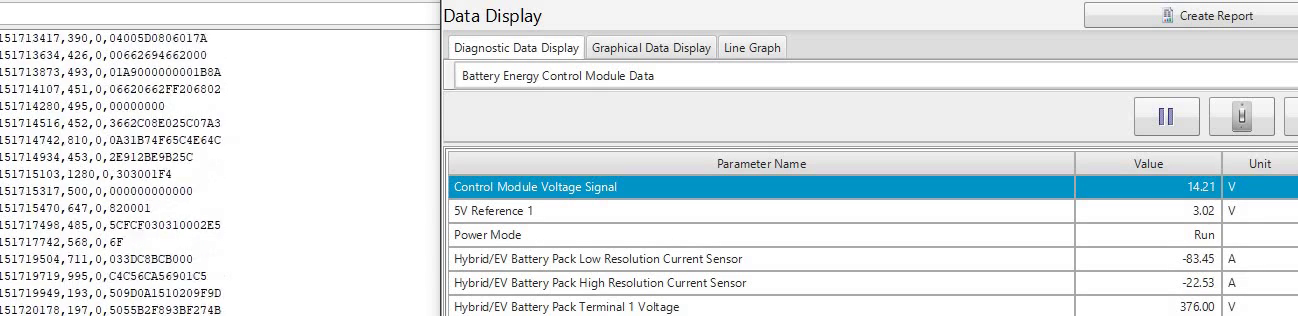 151713417,390,0,04005D0806017A
151713634,426,0,00662694662000
151713873,493,0,01A9000000001B8A
151714107,451,0,06620662FF206802
151714280,495,0,00000000
151714516,452,0,3662C08E025C07A3
151714742,810,0,0A31B74F65C4E64C
151714934,453,0,2E912BE9B25C
151715103,1280,0,303001F4
151715317,500,0,000000000000
151715470,647,0,820001
151717498,485,0,5CFCF030310002E5
151717742,568,0,6F
151719504,711,0,033DC8BCB000
151719719,995,0,C4C56CA56901C5
151719949,193,0,509D0A1510209F9D
151720178,197,0,5055B2F893BF274B
Data Display
Create Report
Diagnostic Data Display Graphical Data Display Line Graph
Battery Energy Control Module Data
Parameter Name Value Unit
Control Module Voltage Signal 14.21 V
5V Reference 1 3.02 V
Power Mode Run
Hybrid/EV Battery Pack Low Resolution Current Sensor -83.45 A
Hybrid/EV Battery Pack High Resolution Current Sensor -22.53 A
Hybrid/EV Battery Pack Terminal 1 Voltage 376.00 V